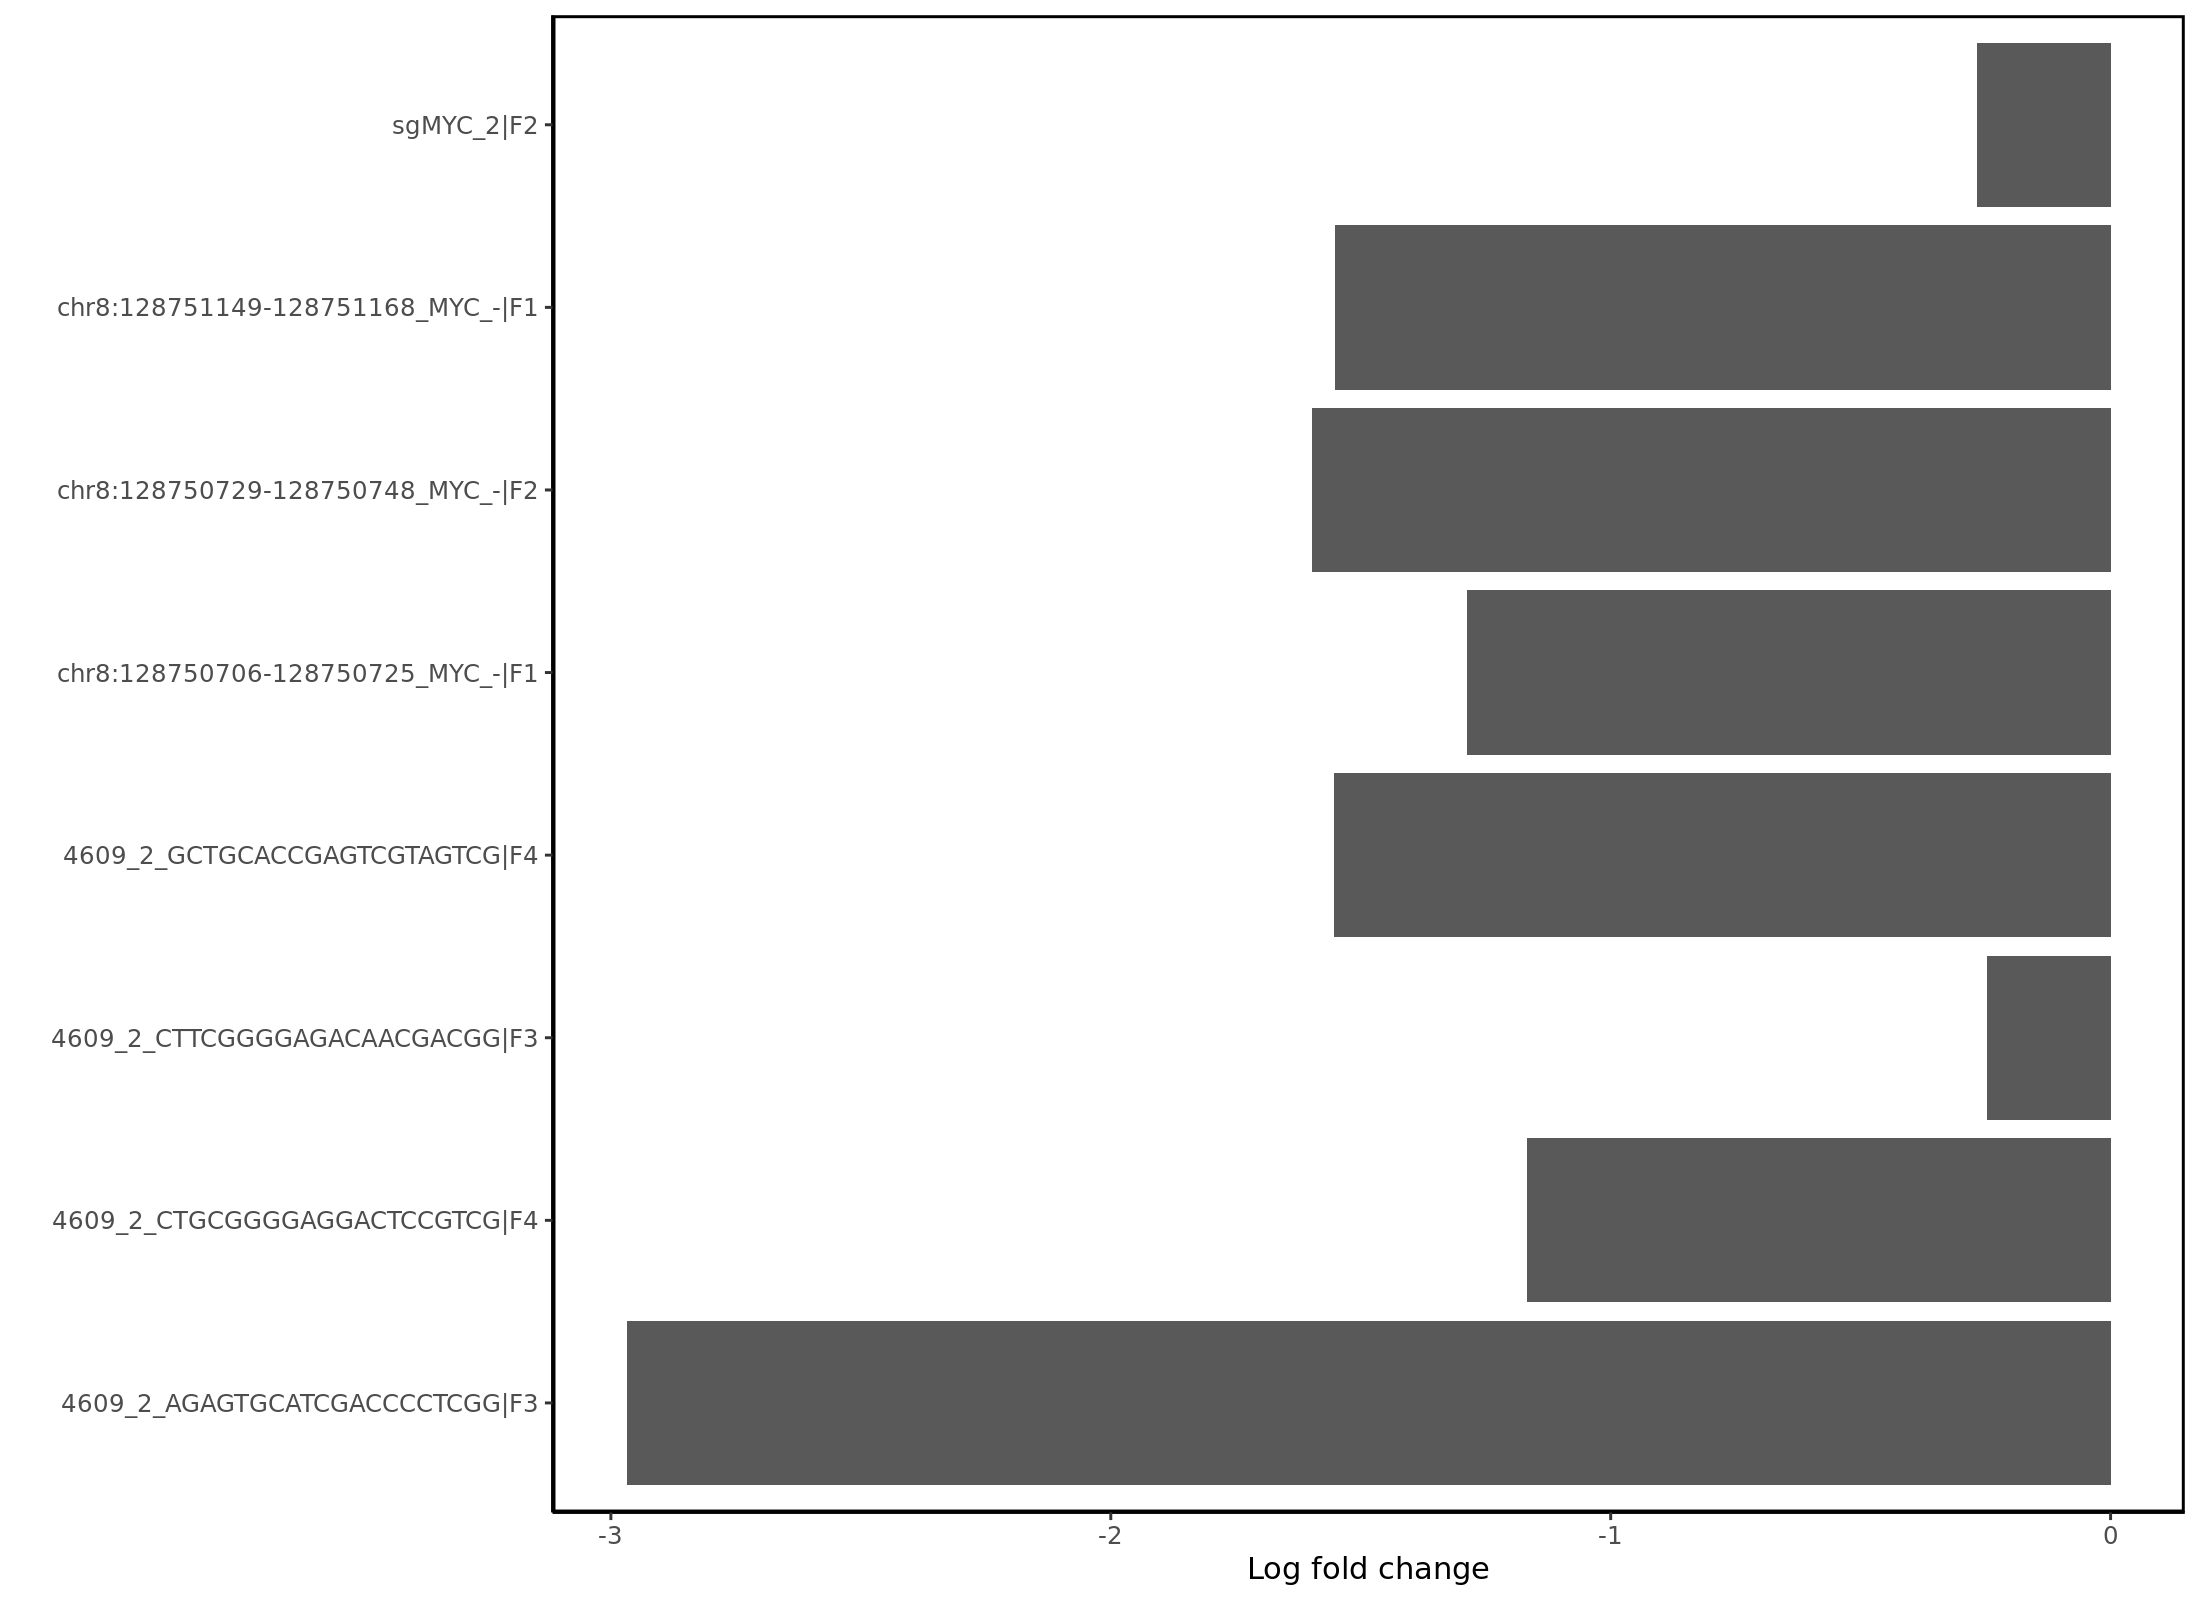 sgMYC_2|F2
chr8:128751149-128751168_MYC_-|F1
chr8:128750729-128750748_MYC_-|F2
chr8:128750706-128750725_MYC_-|F1
4609_2_GCTGCACCGAGTCGTAGTCG|F4
4609_2_CTTCGGGGAGACAACGACGG|F3
4609_2_CTGCGGGGAGGACTCCGTCG|F4
4609_2_AGAGTGCATCGACCCCTCGG|F3
-3 -2 -1 0
Log fold change